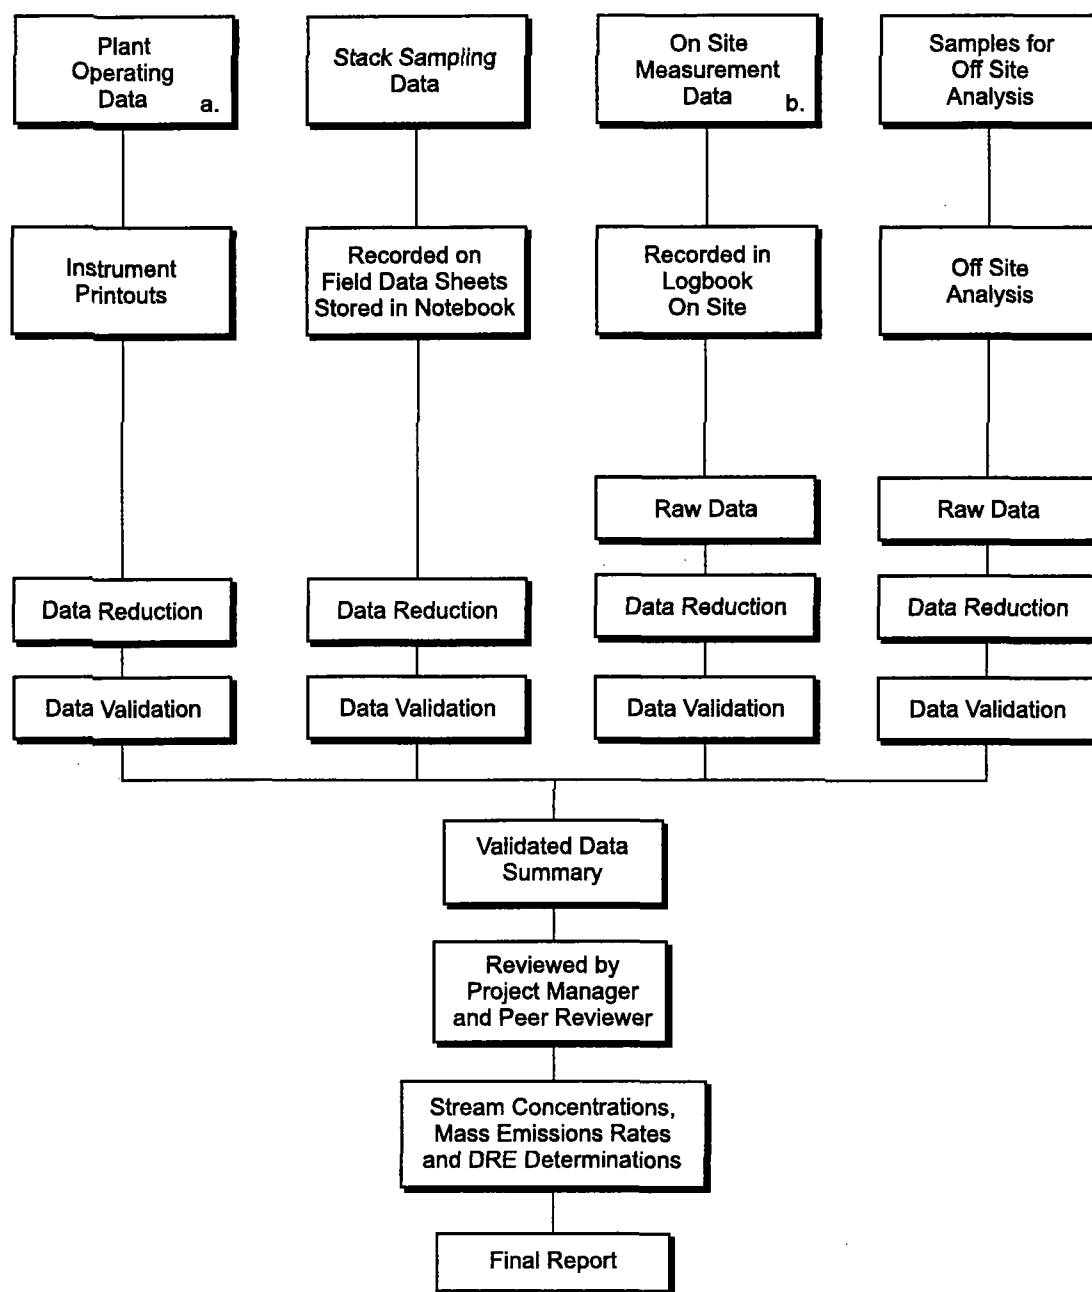 Plant
Operating
Data a.
Stack Sampling
Data
On Site
Measurement
Data b.
Samples for
Off Site
Analysis
Instrument
Printouts
Recorded on
Field Data Sheets
Stored in Notebook
Recorded in
Logbook
On Site
Off Site
Analysis
Raw Data
Raw Data
Data Reduction
Data Reduction
Data Reduction
Data Reduction
Data Validation
Data Validation
Data Validation
Data Validation
Validated Data
Summary
Reviewed by
Project Manager
and Peer Reviewer
Stream Concentrations,
Mass Emissions Rates
and DRE Determinations
Final Report